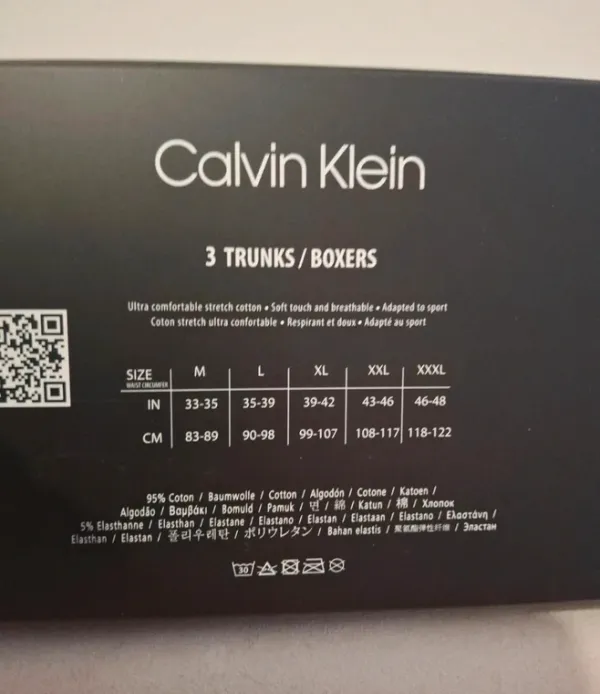 Calvin Klein
3 TRUNKS / BOXERS
Ultra comfortable stretch cotton • Soft touch and breathable • Adapted to sport
Coton stretch ultra confortable • Respirant et doux • Adapté au sport
SIZE M L XL XXL XXXL
WAIST CIRCUMFER
IN 33-35 35-39 39-42 43-46 46-48
CM 83-89 90-98 99-107 108-117 118-122
95% Coton / Baumwolle / Cotton / Algodón / Cotone / Katoen /
Algodão / Βαμβάκι / Bomuld / Pamuk / 면 / 綿 / Katun / 棉 / Хлопок
5% Elasthanne / Elasthan / Elastane / Elastano / Elastan / Elastaan / Elastano / Ελαστάνη /
Elasthan / Elastan / 폴리우레탄 / ポリウレタン / Bahan elastis / 聚氨酯弹性纤维 / Эластан
30